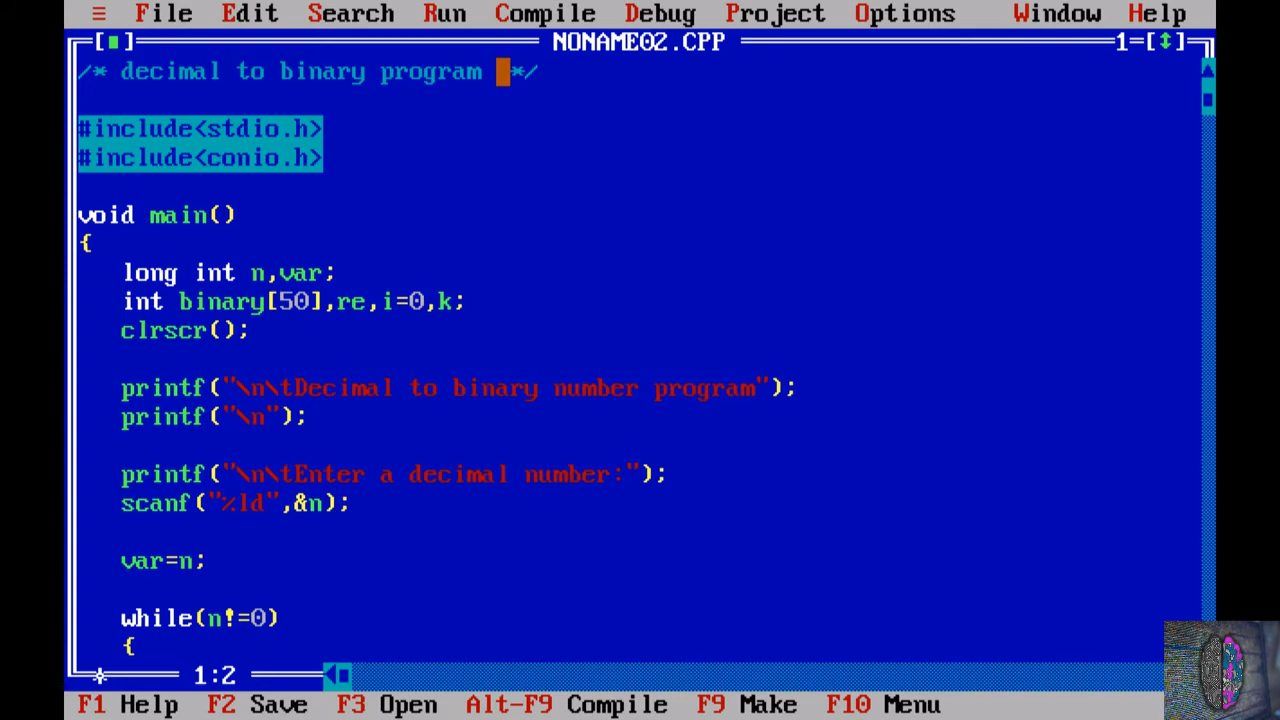 ≡ File Edit Search Run Compile Debug Project Options Window Help
[■] NONAME02.CPP 1=[↕]
/* decimal to binary program */
#include<stdio.h>
#include<conio.h>
void main()
{
long int n,var;
int binary[50],re,i=0,k;
clrscr();
printf("\n\tDecimal to binary number program");
printf("\n");
printf("\n\tEnter a decimal number:");
scanf("%ld",&n);
var=n;
while(n!=0)
{
1:2
F1 Help F2 Save F3 Open Alt-F9 Compile F9 Make F10 Menu